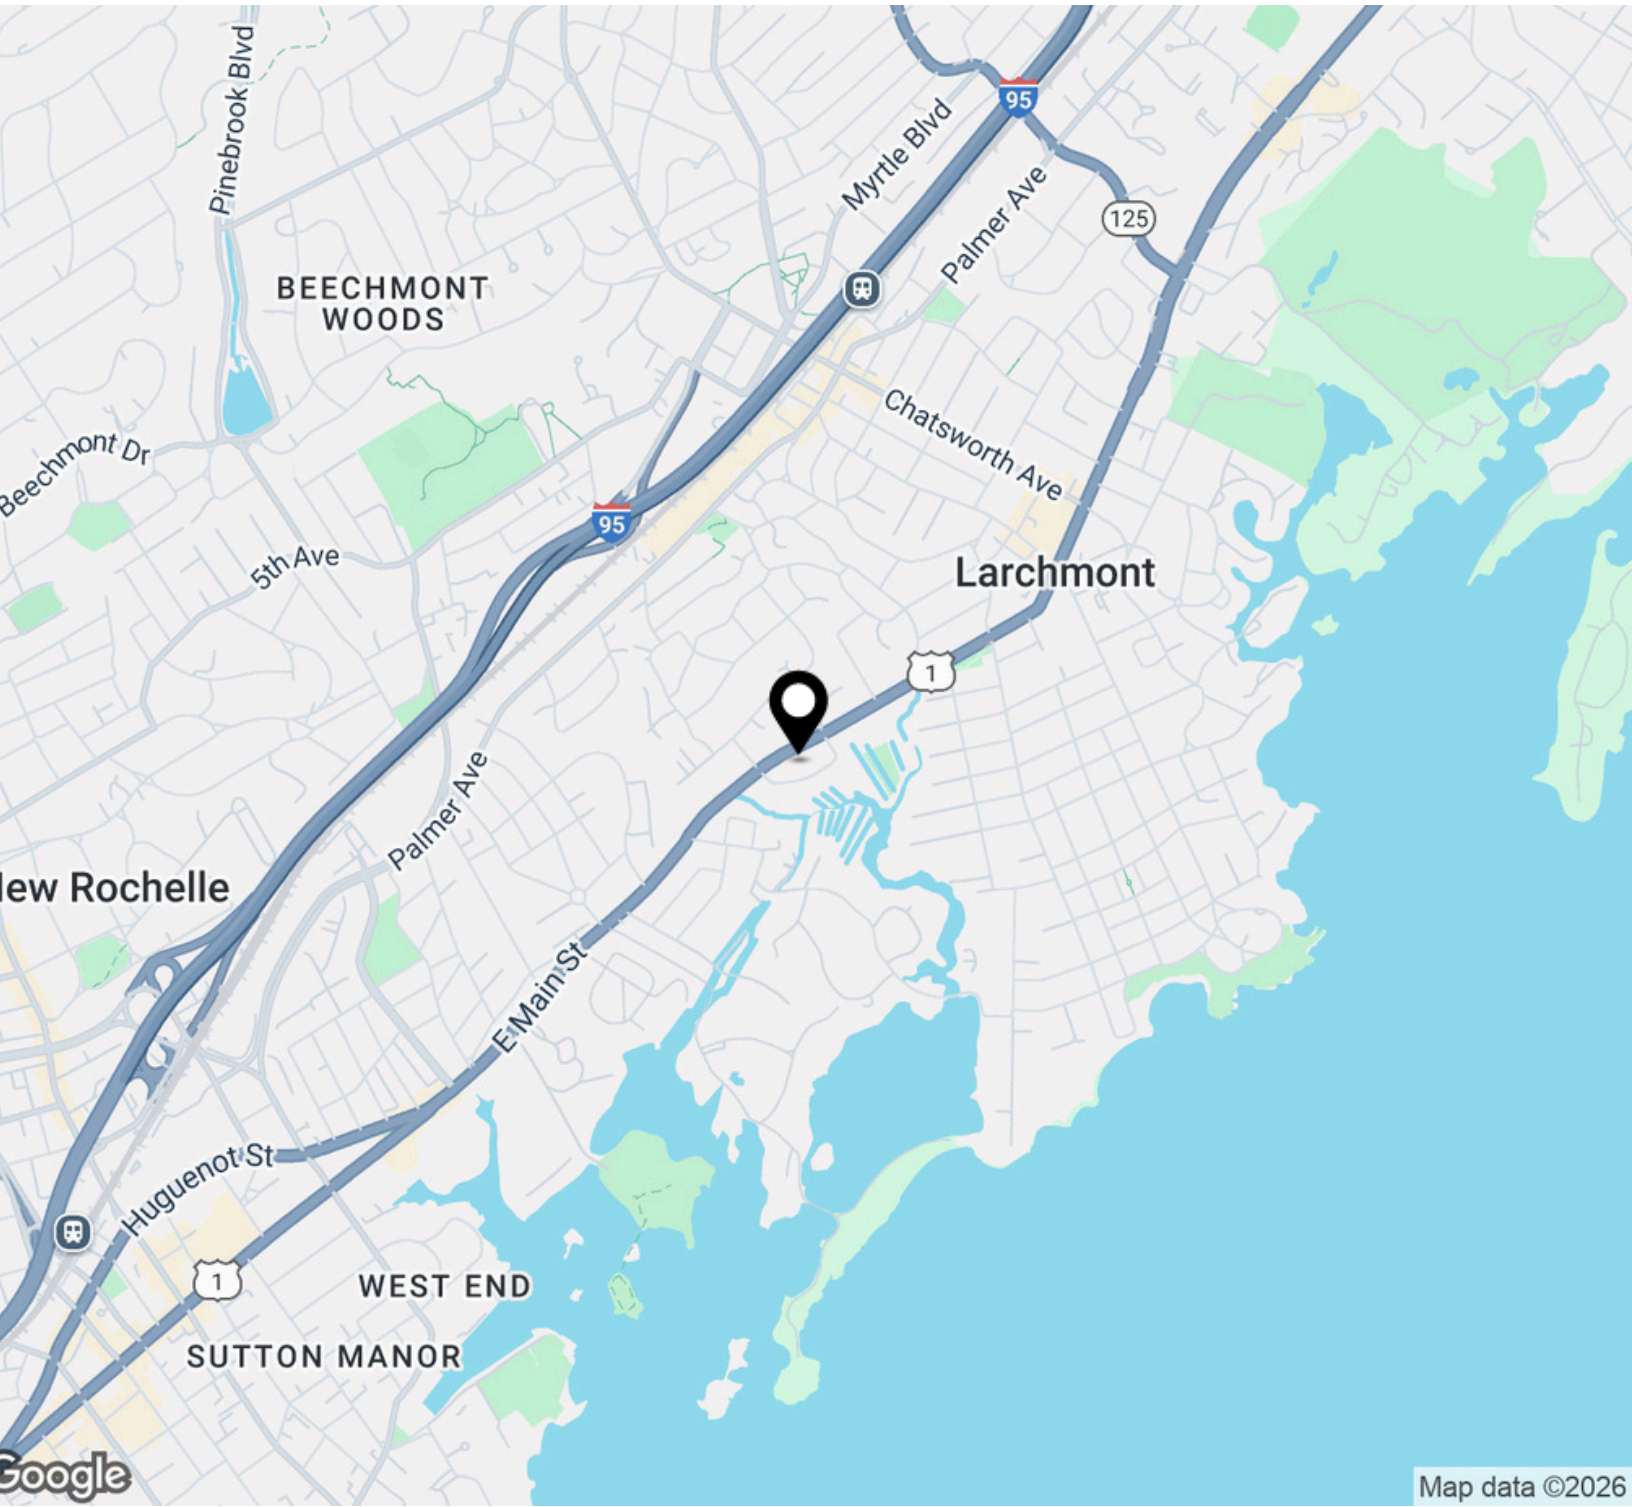 Pinebrook Blvd
95
Myrtle Blvd
Palmer Ave
125
BEECHMONT
WOODS
Chatsworth Ave
Beechmont Dr
95
5th Ave
Larchmont
1
Palmer Ave
ew Rochelle
E Main St
Huguenot St
1
WEST END
SUTTON MANOR
Google
Map data ©2026